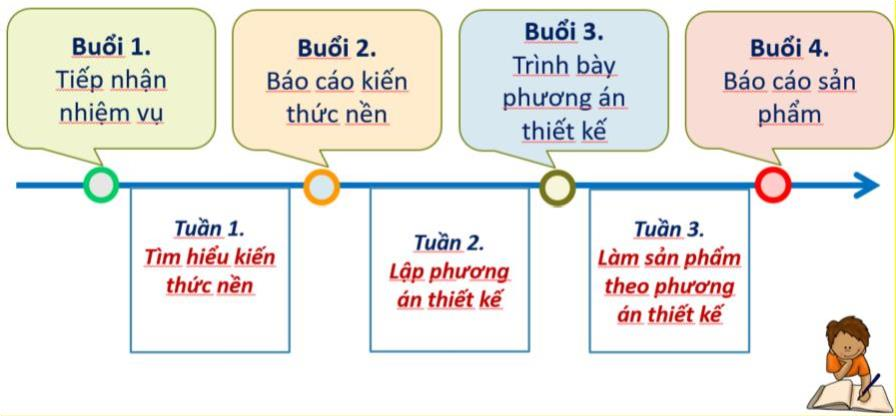 Buổi 1.
Tiếp nhận
nhiệm vụ
Buổi 2.
Báo cáo kiến
thức nền
Buổi 3.
Trình bày
phương án
thiết kế
Buổi 4.
Báo cáo sản
phẩm
Tuần 1.
Tìm hiểu kiến
thức nền
Tuần 2.
Lập phương
án thiết kế
Tuần 3.
Làm sản phẩm
theo phương
án thiết kế